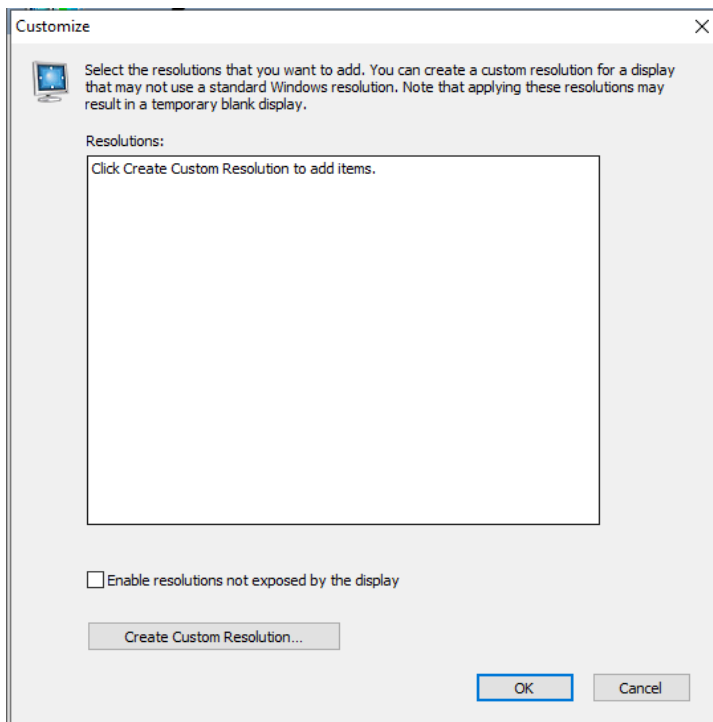 Customize
Select the resolutions that you want to add. You can create a custom resolution for a display
that may not use a standard Windows resolution. Note that applying these resolutions may
result in a temporary blank display.
Resolutions:
Click Create Custom Resolution to add items.
Enable resolutions not exposed by the display
Create Custom Resolution...
OK
Cancel